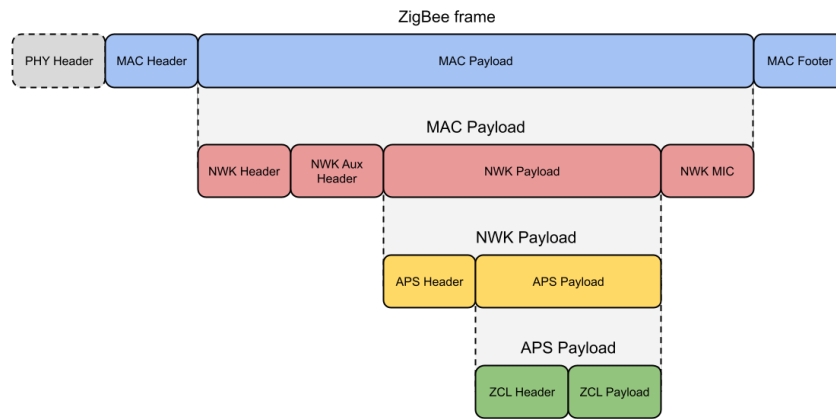 ZigBee frame
PHY Header
MAC Header
MAC Payload
MAC Footer
MAC Payload
NWK Header
NWK Aux
Header
NWK Payload
NWK MIC
NWK Payload
APS Header
APS Payload
APS Payload
ZCL Header
ZCL Payload